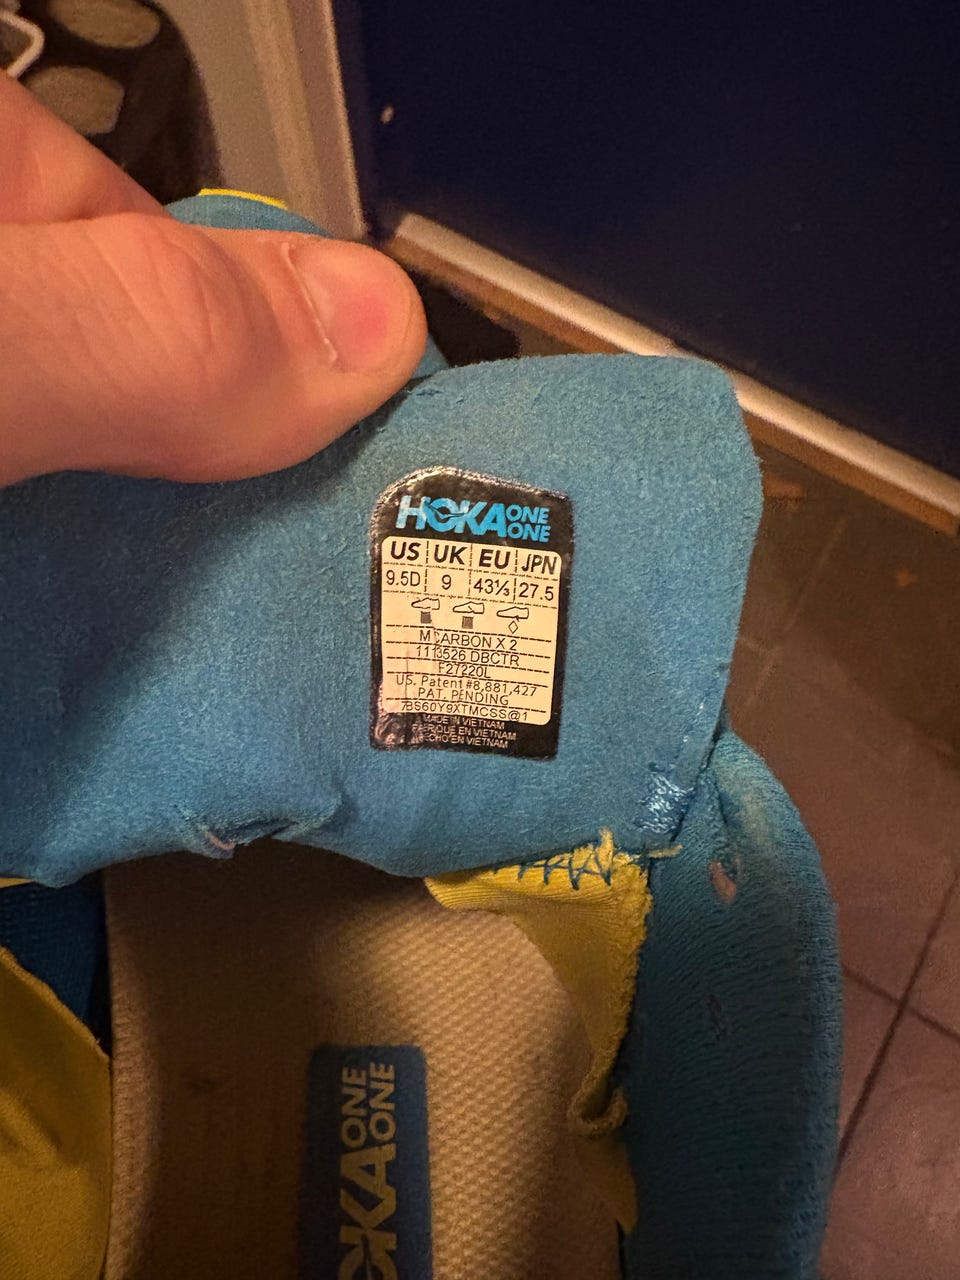 HOKA ONE ONE
US UK EU JPN
9.5D 9 43⅓ 27.5
M CARBON X 2
1113526 DBCTR
F27220L
US. Patent #8,881,427
PAT. PENDING
7BS60Y9XTMCSS@1
MADE IN VIETNAM
FABRIQUE EN VIETNAM
HECHO EN VIETNAM
HOKA ONE ONE